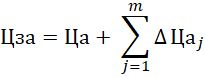 Цза = Ца + ∑_{j=1}^{m} Δ Ца_j